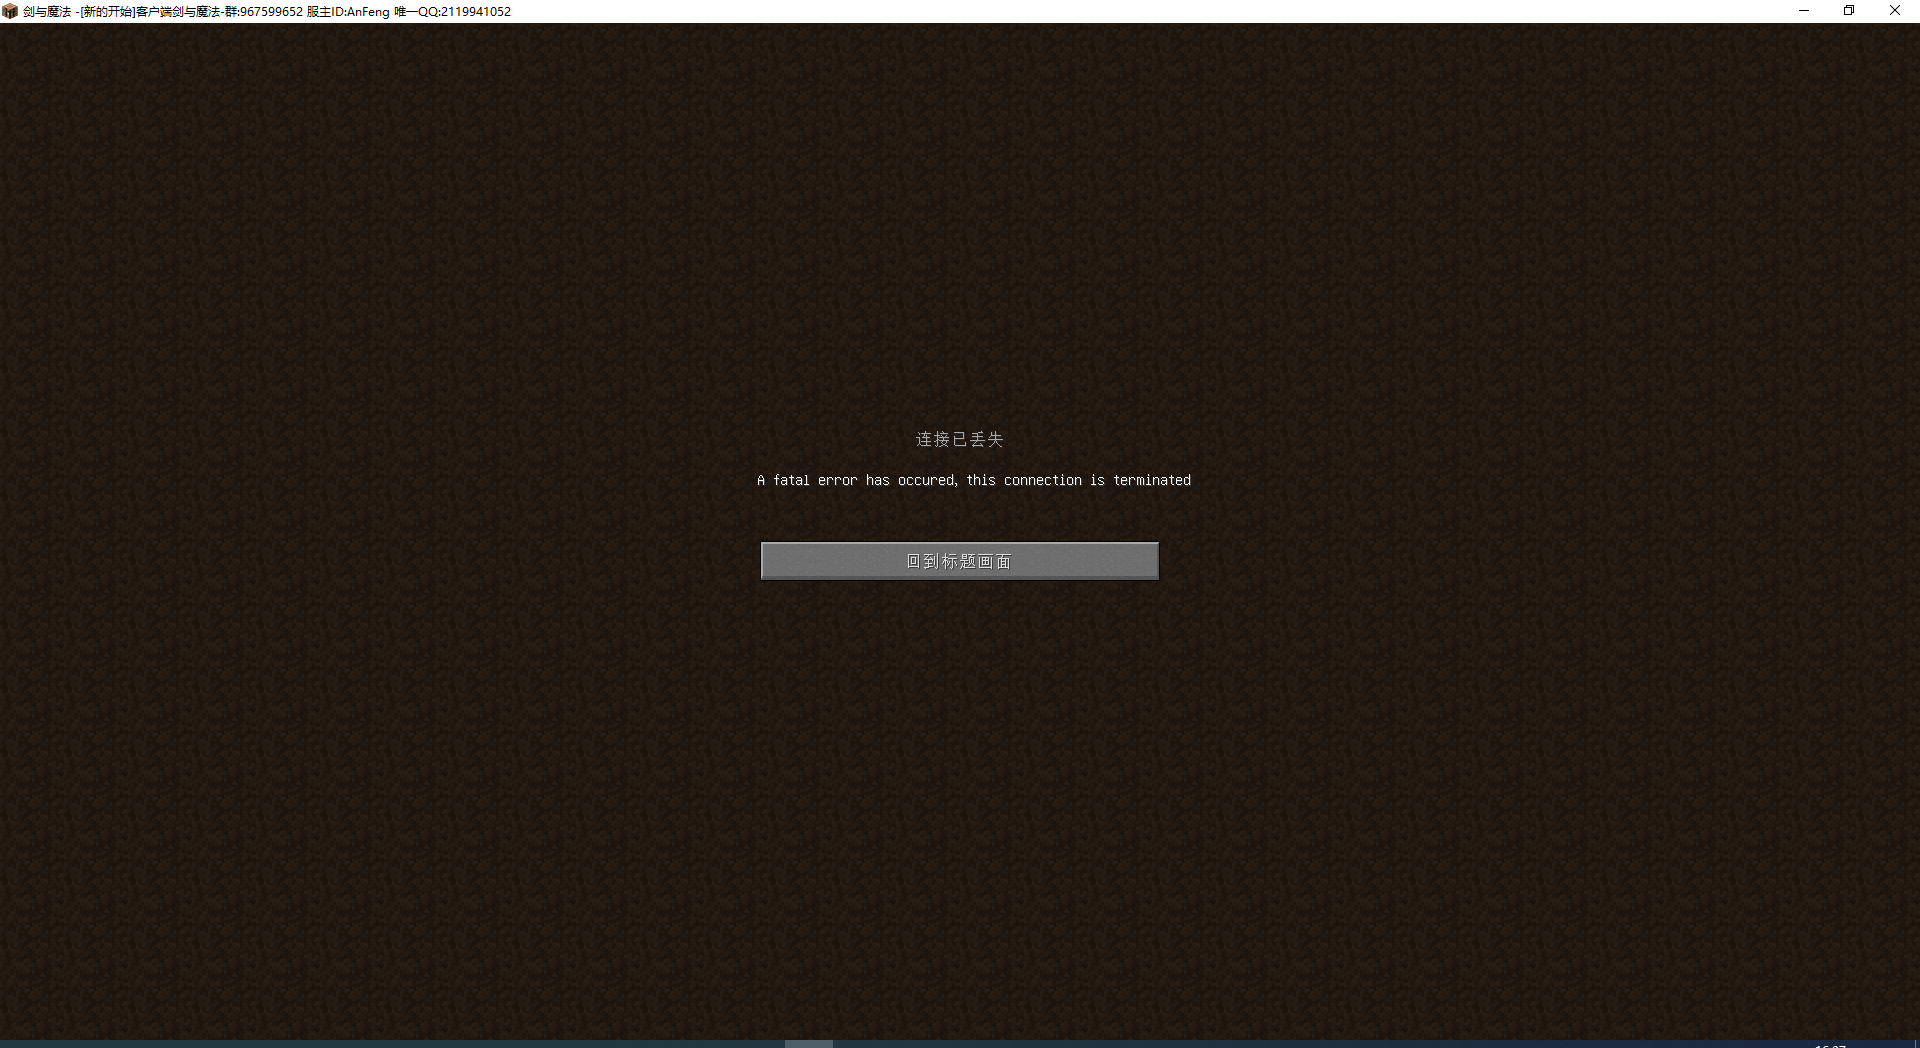 剑与魔法 -[新的开始]客户端剑与魔法-群:967599652 服主ID:AnFeng 唯一QQ:2119941052
连接已丢失
A fatal error has occured, this connection is terminated
回到标题画面